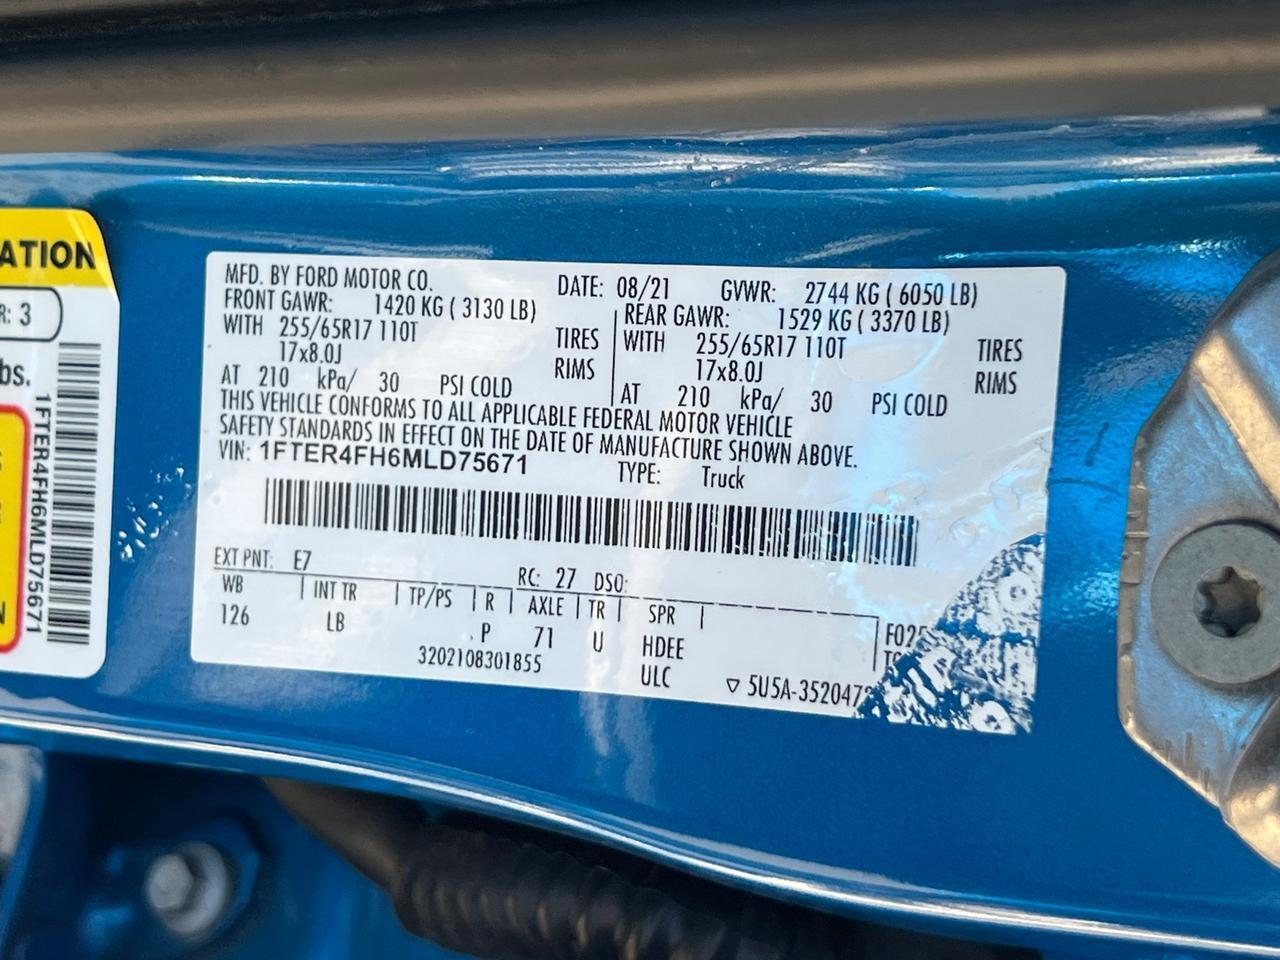 ATION
R: 3
bs.
1FTER4FH6MLD75671
MFD. BY FORD MOTOR CO. DATE: 08/21 GVWR: 2744 KG ( 6050 LB)
FRONT GAWR: 1420 KG ( 3130 LB) REAR GAWR: 1529 KG ( 3370 LB)
WITH 255/65R17 110T TIRES WITH 255/65R17 110T TIRES
17x8.0J RIMS 17x8.0J RIMS
AT 210 kPa/ 30 PSI COLD AT 210 kPa/ 30 PSI COLD
THIS VEHICLE CONFORMS TO ALL APPLICABLE FEDERAL MOTOR VEHICLE
SAFETY STANDARDS IN EFFECT ON THE DATE OF MANUFACTURE SHOWN ABOVE.
VIN: 1FTER4FH6MLD75671 TYPE: Truck
EXT PNT: E7 RC: 27 DSO:
WB INT TR TP/PS R AXLE TR SPR
126 LB P 71 U HDEE
3202108301855 ULC
F025
▽ 5U5A-3520472